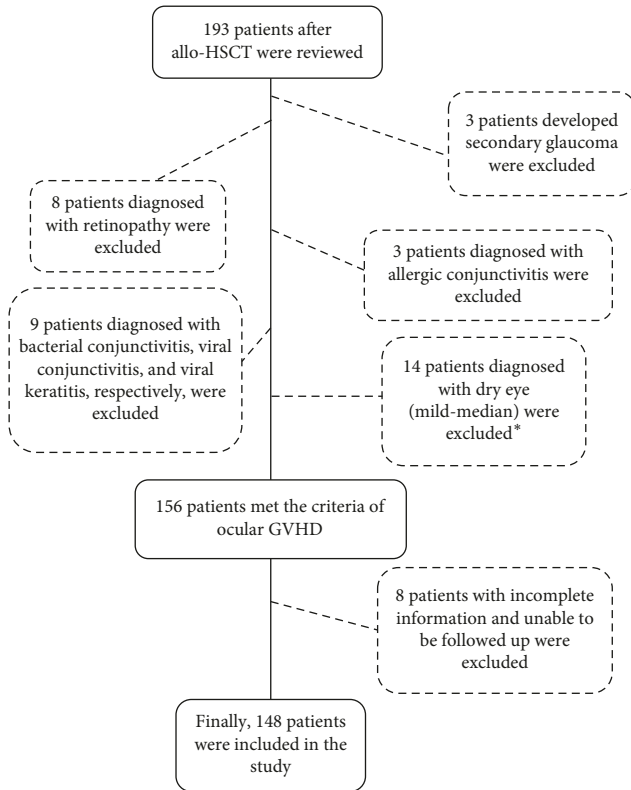 193 patients after
allo-HSCT were reviewed
3 patients developed
secondary glaucoma
were excluded
8 patients diagnosed
with retinopathy were
excluded
3 patients diagnosed with
allergic conjunctivitis were
excluded
9 patients diagnosed with
bacterial conjunctivitis, viral
conjunctivitis, and viral
keratitis, respectively, were
excluded
14 patients diagnosed
with dry eye
(mild-median) were
excluded*
156 patients met the criteria of
ocular GVHD
8 patients with incomplete
information and unable to
be followed up were
excluded
Finally, 148 patients
were included in the
study